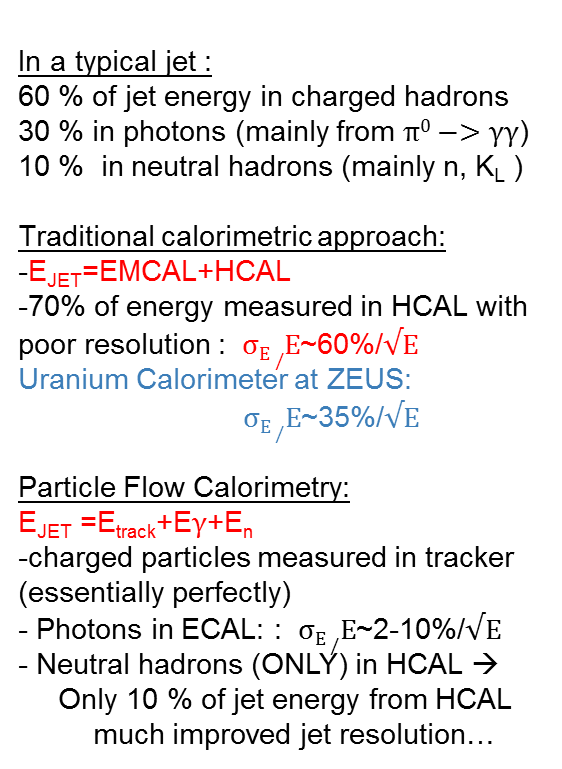 In a typical jet :
60 % of jet energy in charged hadrons
30 % in photons (mainly from π⁰ –> γγ)
10 %  in neutral hadrons (mainly n, K_L )
Traditional calorimetric approach:
-E_JET=EMCAL+HCAL
-70% of energy measured in HCAL with
poor resolution :  σ_E /E~60%/√E
Uranium Calorimeter at ZEUS:
σ_E /E~35%/√E
Particle Flow Calorimetry:
E_JET =E_track+Eγ+E_n
-charged particles measured in tracker
(essentially perfectly)
- Photons in ECAL: :  σ_E /E~2-10%/√E
- Neutral hadrons (ONLY) in HCAL →
Only 10 % of jet energy from HCAL
much improved jet resolution…